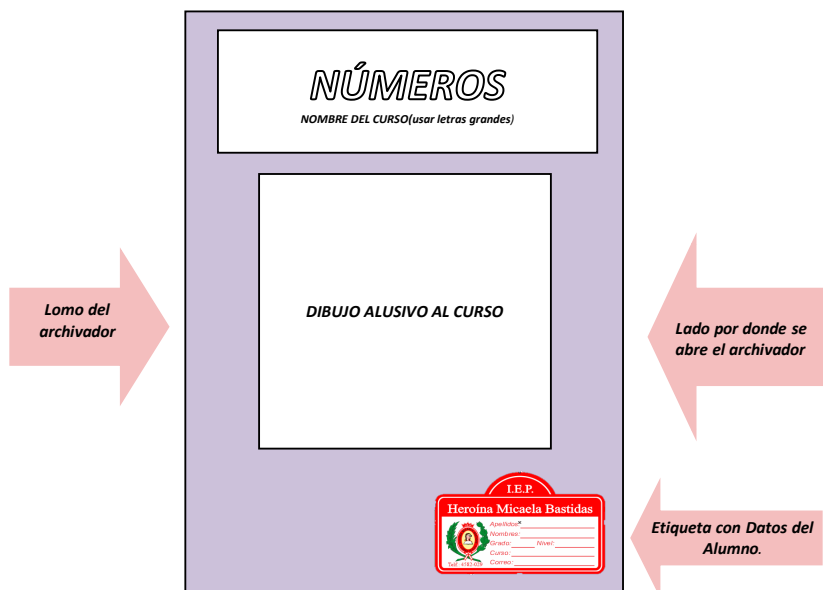 NÚMEROS
NOMBRE DEL CURSO(usar letras grandes)
Lomo del
archivador
DIBUJO ALUSIVO AL CURSO
Lado por donde se
abre el archivador
I.E.P.
Heroína Micaela Bastidas
Apellidos:
Nombres:
Grado: Nivel:
Curso:
Correo:
Etiqueta con Datos del
Alumno.